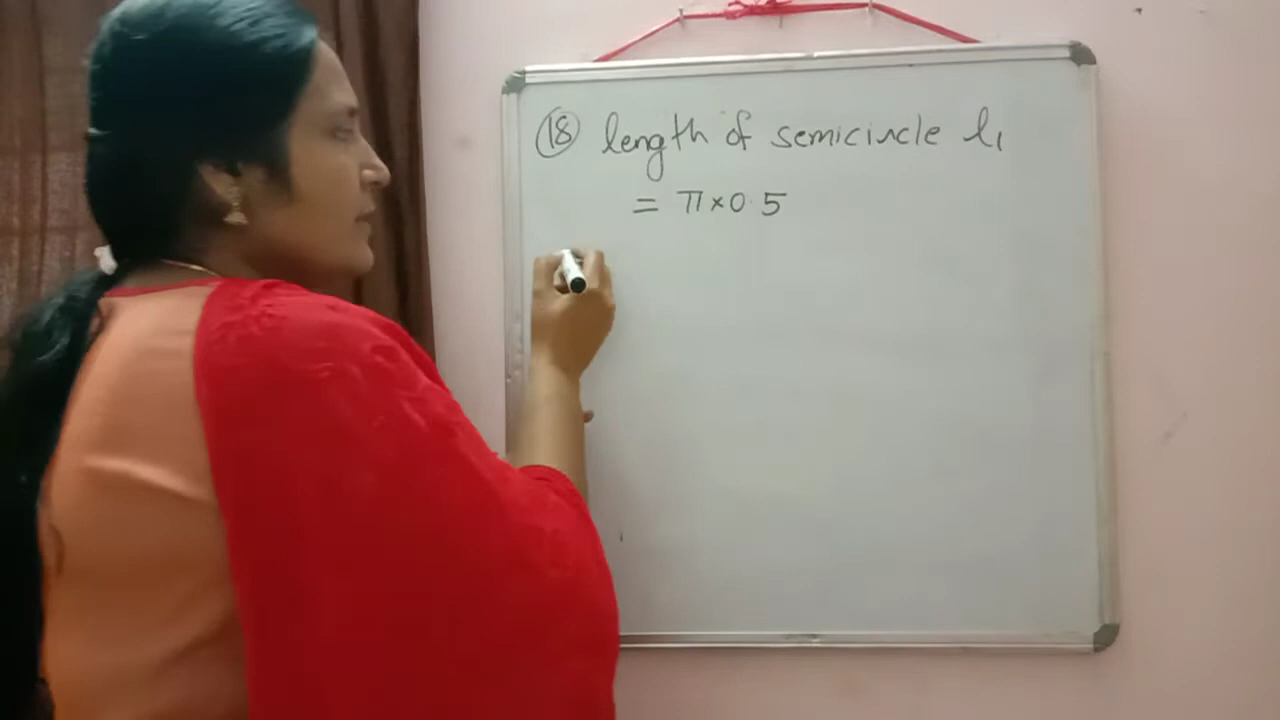 ⑱ length of semicircle l₁
= π×0.5